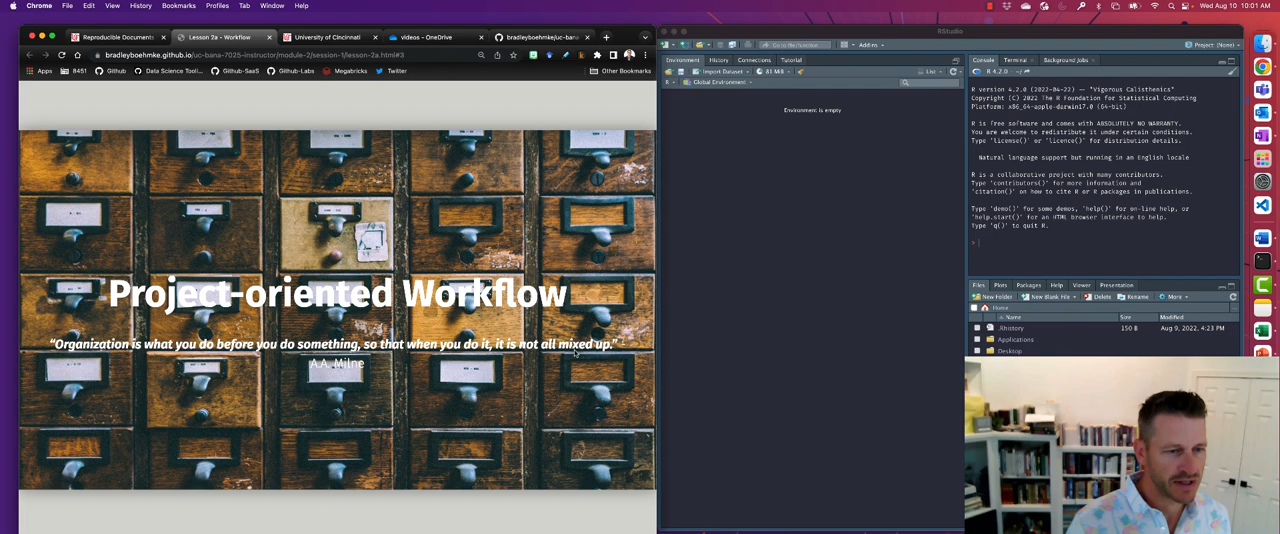 Chrome File Edit View History Bookmarks Profiles Tab Window Help
Wed Aug 10 10:01 AM
Reproducible Documents
Lesson 2a - Workflow
University of Cincinnati
videos - OneDrive
bradleyboehmke/uc-bana
bradleyboehmke.github.io/uc-bana-7025-instructor/module-2/session-1/lesson-2a.html#3
Apps 8451 Github Data Science Tool... Github-SaaS Github-Labs Megabricks Twitter Other Bookmarks
Project-oriented Workflow
“Organization is what you do before you do something, so that when you do it, it is not all mixed up.”
A.A. Milne
RStudio
Go to file/function Addins
Project: (None)
Environment History Connections Tutorial
Import Dataset 81 MiB List
R Global Environment
Environment is empty
Console Terminal Background Jobs
R 4.2.0 · ~/
R version 4.2.0 (2022-04-22) -- "Vigorous Calisthenics"
Copyright (C) 2022 The R Foundation for Statistical Computing
Platform: x86_64-apple-darwin17.0 (64-bit)
R is free software and comes with ABSOLUTELY NO WARRANTY.
You are welcome to redistribute it under certain conditions.
Type 'license()' or 'licence()' for distribution details.
Natural language support but running in an English locale
R is a collaborative project with many contributors.
Type 'contributors()' for more information and
'citation()' on how to cite R or R packages in publications.
Type 'demo()' for some demos, 'help()' for on-line help, or
'help.start()' for an HTML browser interface to help.
Type 'q()' to quit R.
>
Files Plots Packages Help Viewer Presentation
New Folder New Blank File Delete Rename More
Home
Name Size Modified
.Rhistory 150 B Aug 9, 2022, 4:23 PM
Applications
Desktop